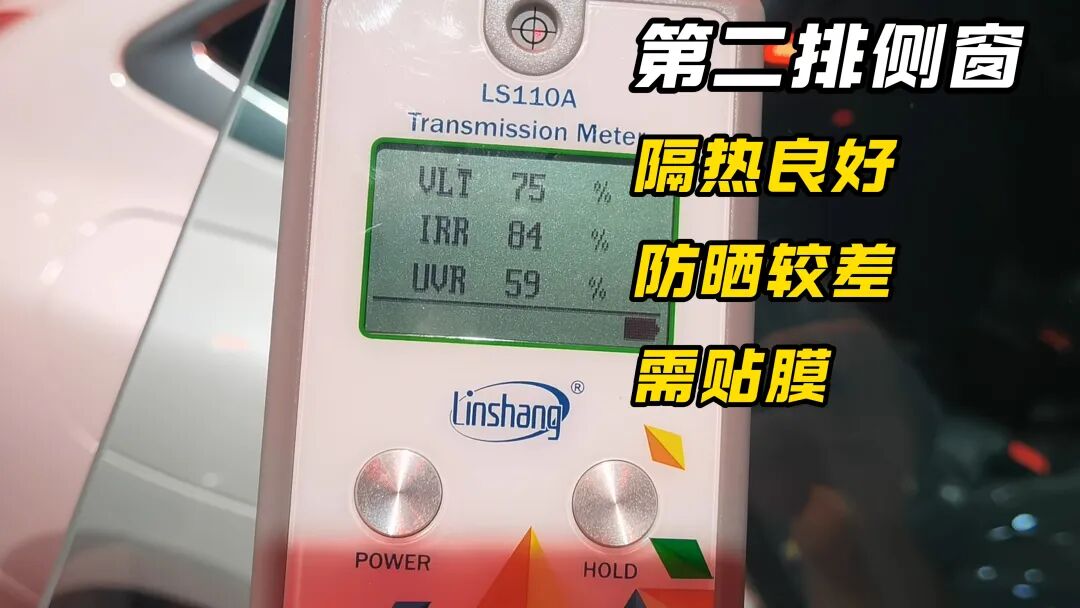 第二排侧窗
LS110A
Transmission Meter
隔热良好
VLT 75 %
IRR 84 %
防晒较差
UVR 59 %
需贴膜
Linshang®
POWER
HOLD